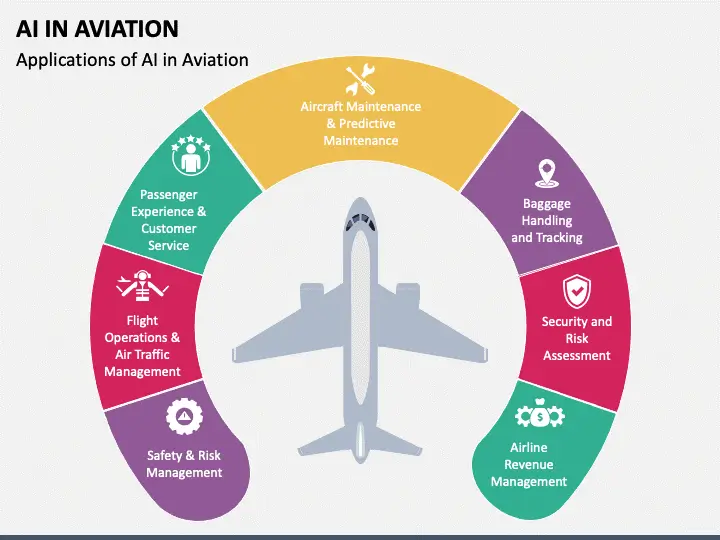 AI IN AVIATION
Applications of AI in Aviation
Aircraft Maintenance
& Predictive
Maintenance
Passenger
Experience &
Customer
Service
Baggage
Handling
and Tracking
Flight
Operations &
Air Traffic
Management
Security and
Risk
Assessment
Safety & Risk
Management
$
Airline
Revenue
Management